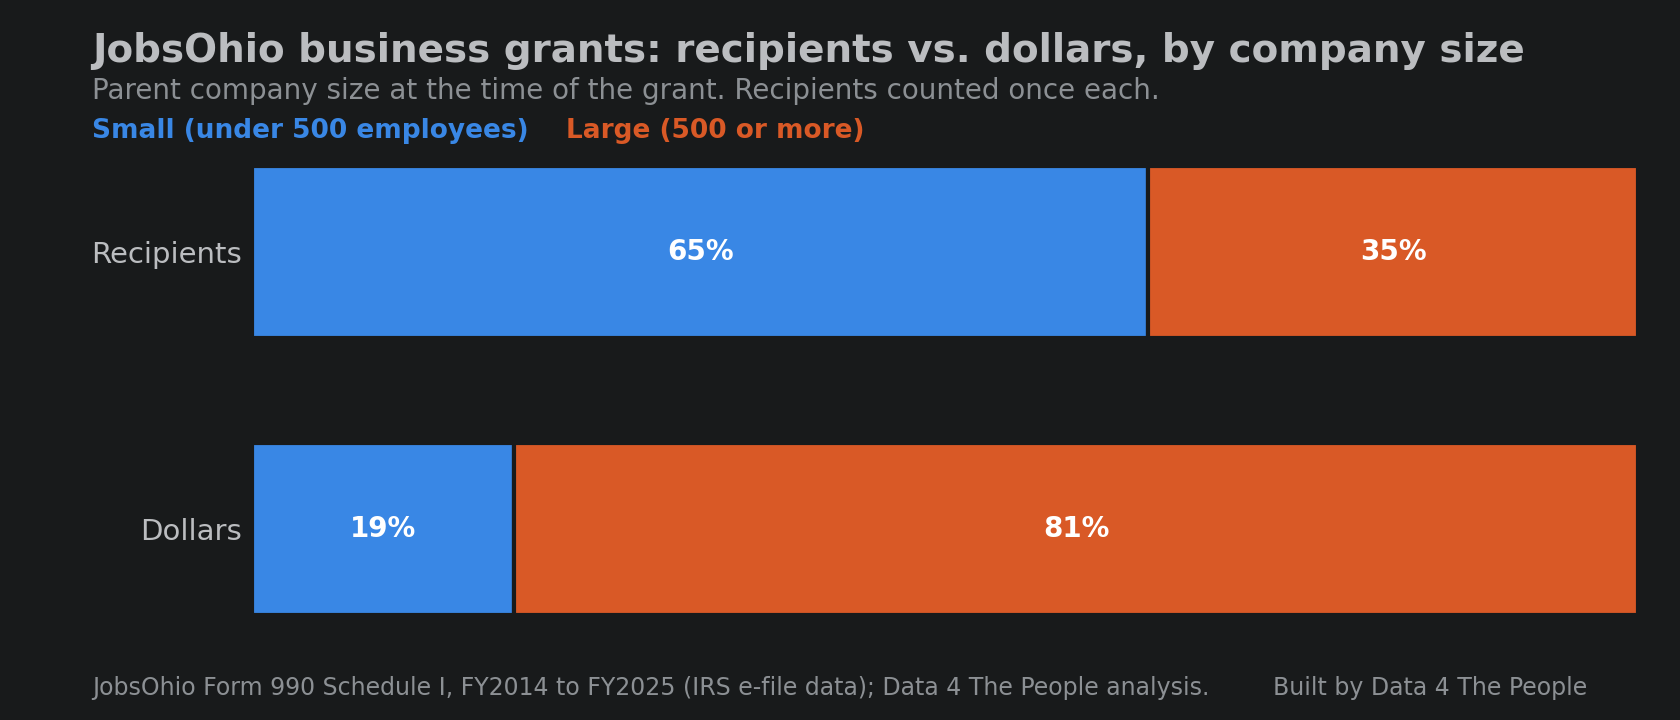 JobsOhio business grants: recipients vs. dollars, by company size
Parent company size at the time of the grant. Recipients counted once each.
Small (under 500 employees) Large (500 or more)
Recipients 65% 35%
Dollars 19% 81%
JobsOhio Form 990 Schedule I, FY2014 to FY2025 (IRS e-file data); Data 4 The People analysis. Built by Data 4 The People